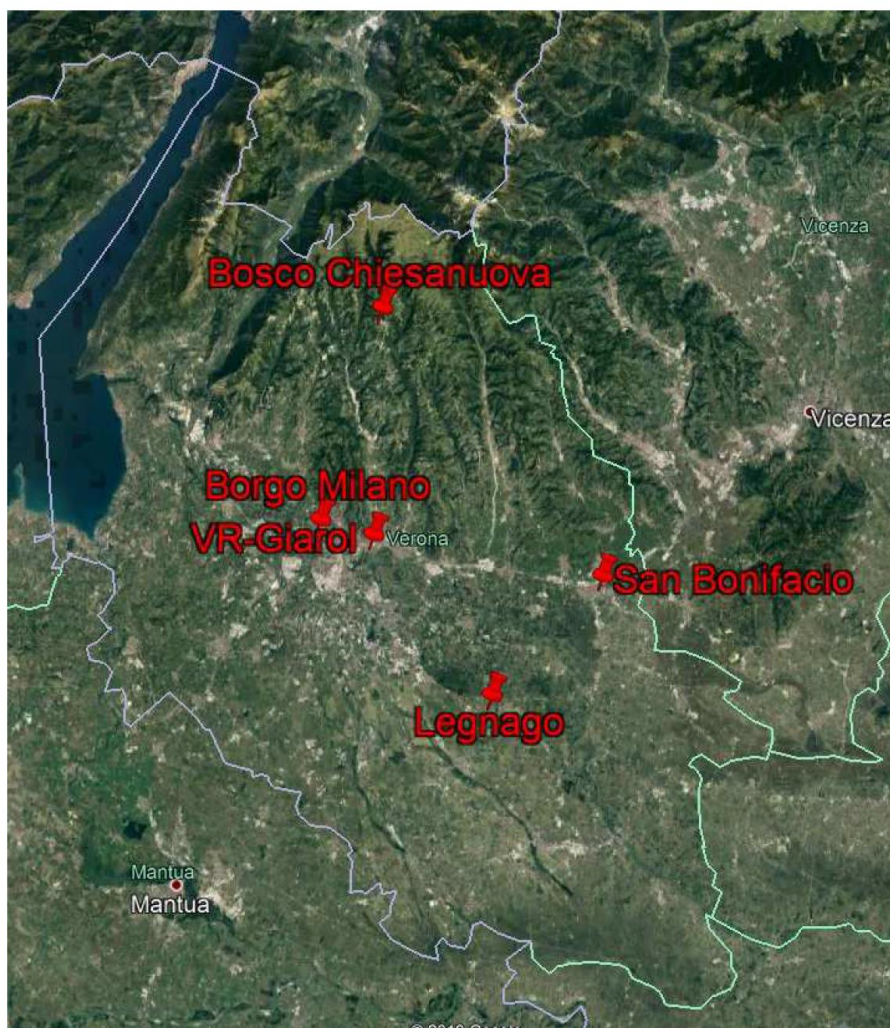 Vicenza
Bosco Chiesanuova
Vicenza
Borgo Milano
VR-Giarol
Verona
San Bonifacio
Legnago
Mantua
Mantua